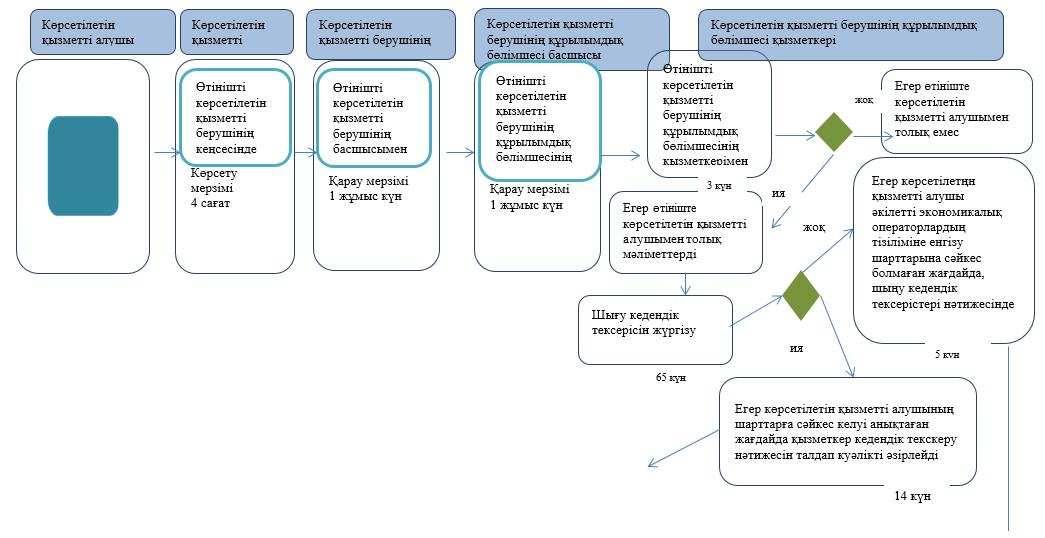 Көрсетілетін
қызметті алушы
Көрсетілетін
қызметті
Көрсетілетін
қызметті берушінің
Көрсетілетін қызметті
берушінің құрылымдық
бөлімшесі басшысы
Көрсетілетін қызметті берушінің құрылымдық
бөлімшесі қызметкері
Өтінішті
көрсетілетін
қызметті
берушінің
кеңсесінде
Көрсету
мерзімі
4 сағат
Өтінішті
көрсетілетін
қызметті
берушінің
басшысымен
Қарау мерзімі
1 жұмыс күн
Өтінішті
көрсетілетін
қызметті
берушінің
құрылымдық
бөлімшесінің
Қарау мерзімі
1 жұмыс күн
Өтінішті
көрсетілетін
қызметті
берушінің
құрылымдық
бөлімшесінің
кызметкерімен
3 күн
жоқ
Егер өтініште
көрсетілетін
қызметті алушымен
толық емес
ия
Егер өтініште
көрсетілетін қызметті
алушымен толық
мәліметтерді
жоқ
Егер көрсетілетңн
қызметті алушы
әкілетті экономикалық
операторлардың
тізіліміне енгізу
шарттарына сәйкес
болмаған жағдайда,
шыңу кедендік
тексерістері нәтижесінде
5 күн
Шығу кедендік
тексерісін жүргізу
65 күн
ия
Егер көрсетілетін қызметті алушының
шарттарға сәйкес келуі анықтаған
жағдайда қызметкер кедендік текскеру
нәтижесін талдап куәлікті әзірлейді
14 күн